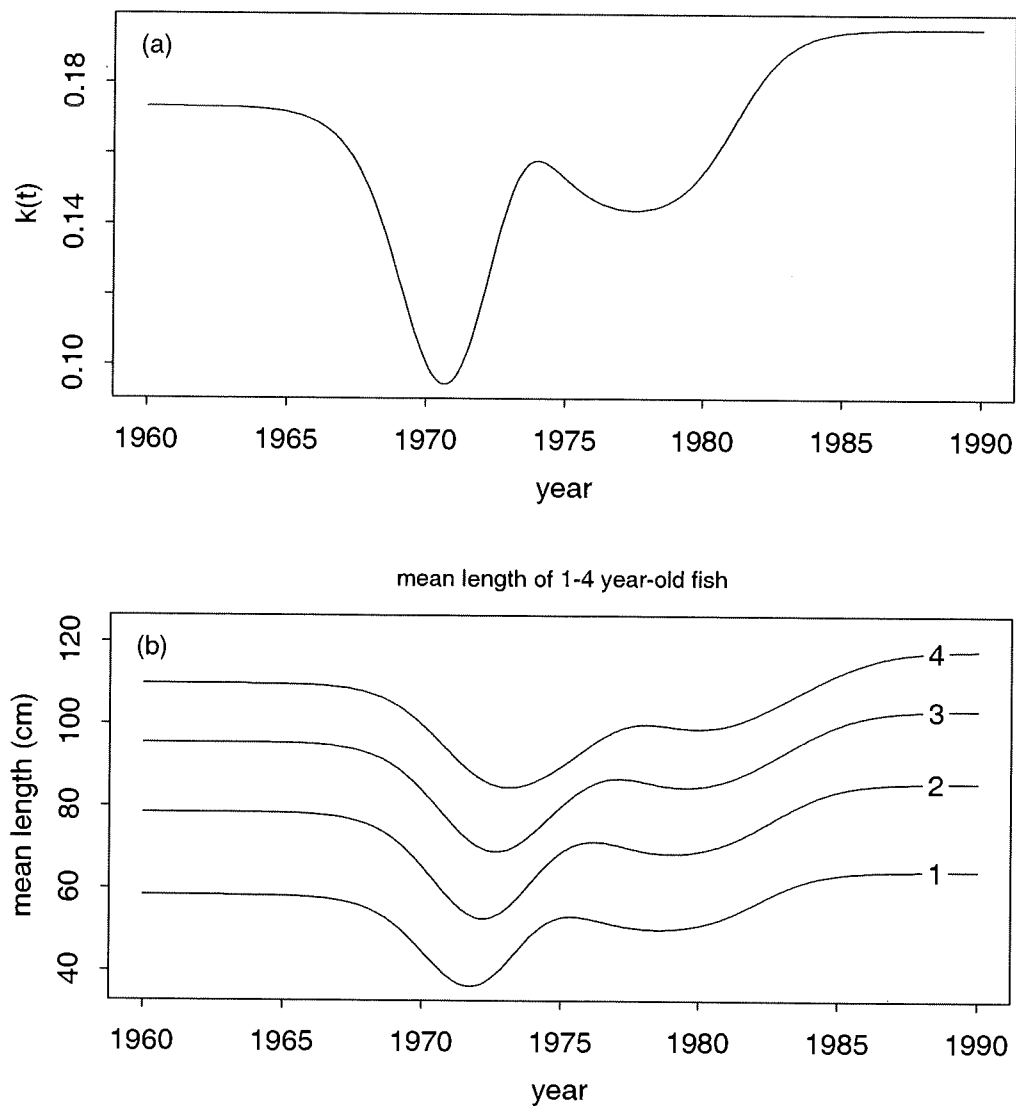 (a)
k(t)
0.18
0.14
0.10
1960 1965 1970 1975 1980 1985 1990
year
mean length of 1-4 year-old fish
(b)
mean length (cm)
120
100
80
60
40
4
3
2
1
1960 1965 1970 1975 1980 1985 1990
year